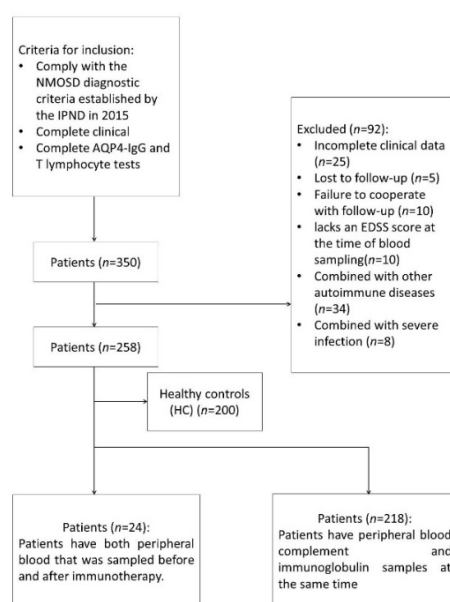 Criteria for inclusion:
• Comply with the
NMOSD diagnostic
criteria established by
the IPND in 2015
• Complete clinical
• Complete AQP4-IgG and
T lymphocyte tests
Excluded (n=92):
• Incomplete clinical data
(n=25)
• Lost to follow-up (n=5)
• Failure to cooperate
with follow-up (n=10)
• lacks an EDSS score at
the time of blood
sampling(n=10)
• Combined with other
autoimmune diseases
(n=34)
• Combined with severe
infection (n=8)
Patients (n=350)
Patients (n=258)
Healthy controls
(HC) (n=200)
Patients (n=24):
Patients have both peripheral
blood that was sampled before
and after immunotherapy.
Patients (n=218):
Patients have peripheral blood
complement and
immunoglobulin samples at
the same time